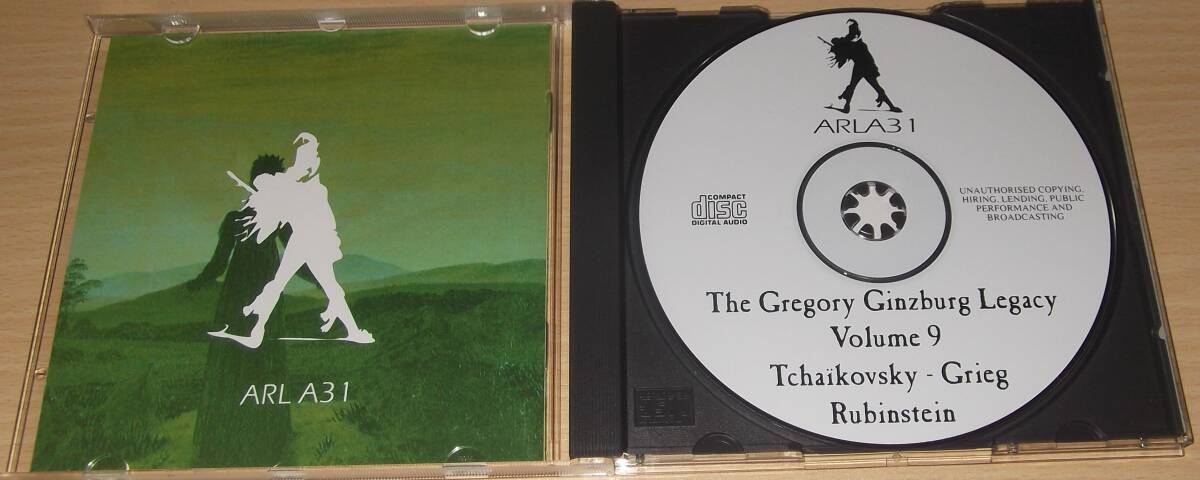 ARL A31
ARLA31
COMPACT
disc
DIGITAL AUDIO
UNAUTHORISED COPYING,
HIRING, LENDING, PUBLIC
PERFORMANCE AND
BROADCASTING
The Gregory Ginzburg Legacy
Volume 9
Tchaïkovsky - Grieg
Rubinstein